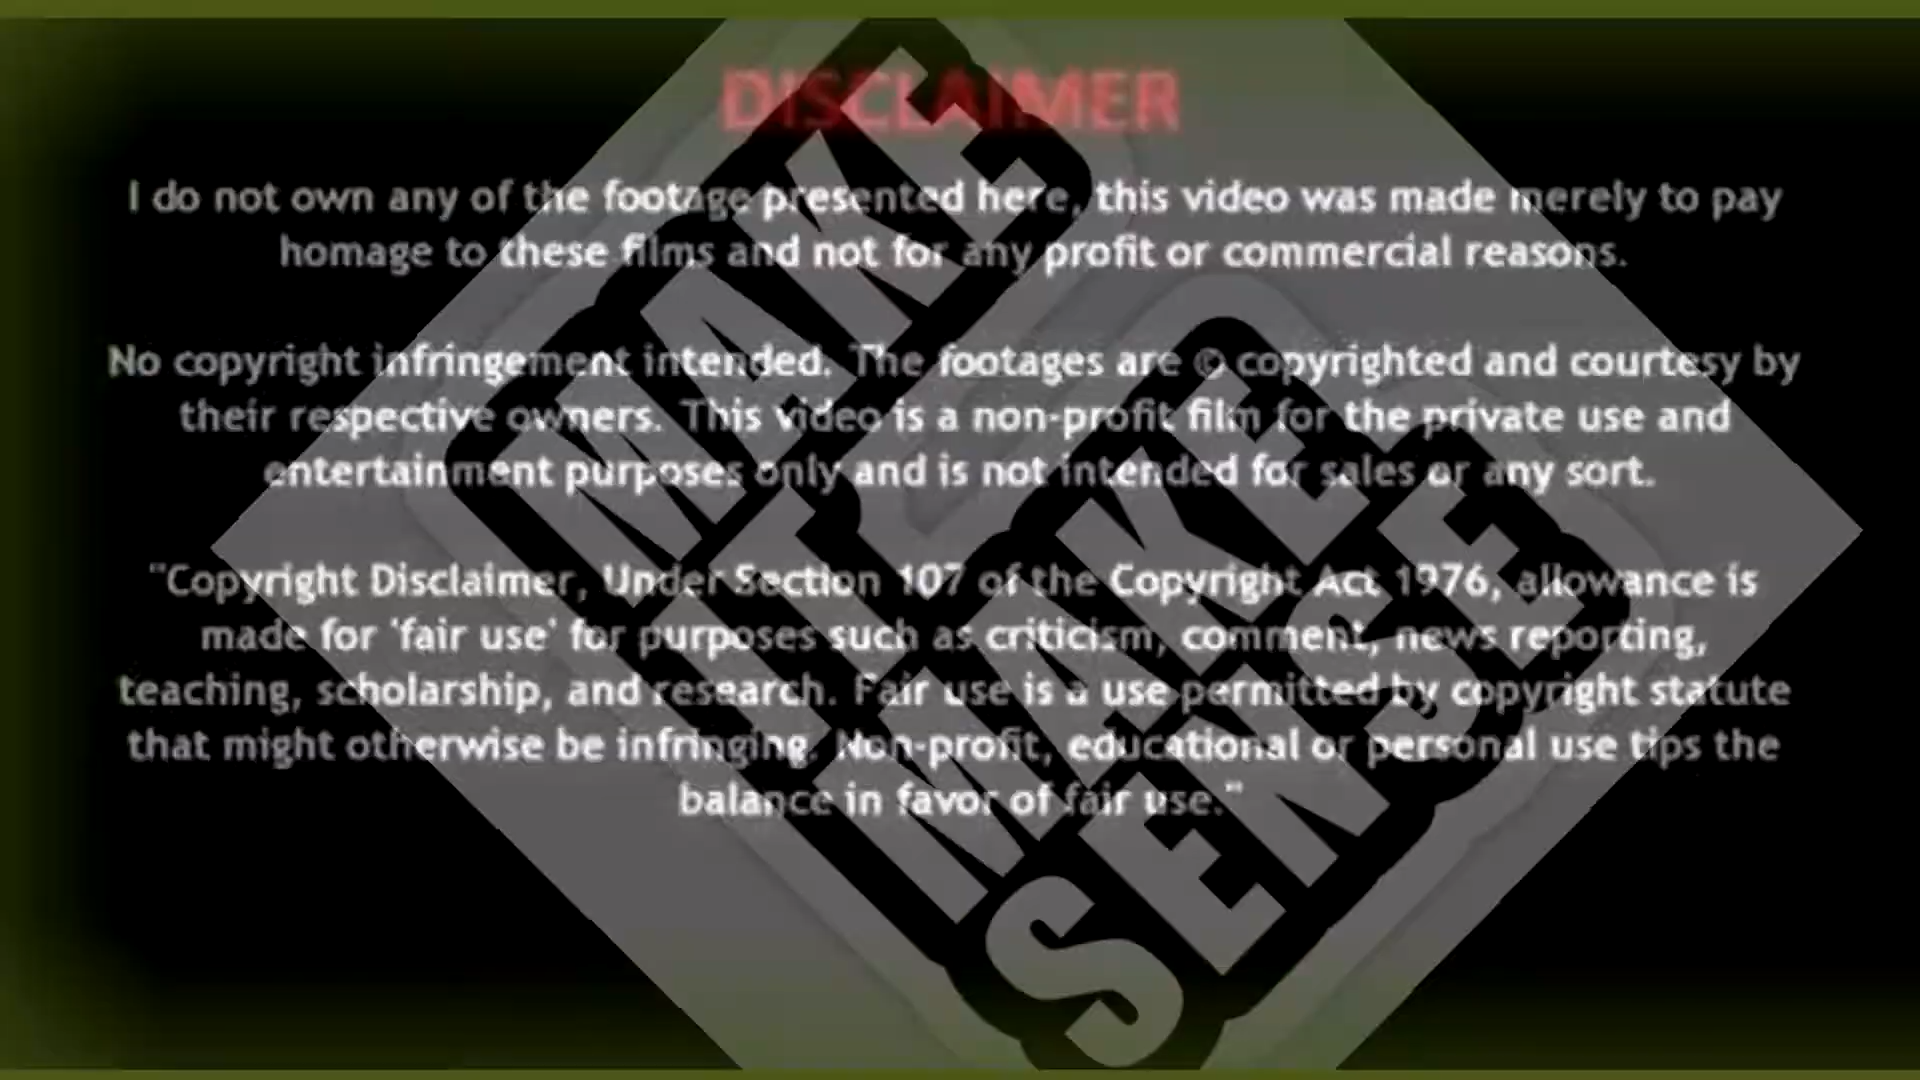 DISCLAIMER
I do not own any of the footage presented here, this video was made merely to pay
homage to these films and not for any profit or commercial reasons.
No copyright infringement intended. The footages are © copyrighted and courtesy by
their respective owners. This video is a non-profit film for the private use and
entertainment purposes only and is not intended for sales or any sort.
"Copyright Disclaimer, Under Section 107 of the Copyright Act 1976, allowance is
made for 'fair use' for purposes such as criticism, comment, news reporting,
teaching, scholarship, and research. Fair use is a use permitted by copyright statute
that might otherwise be infringing. Non-profit, educational or personal use tips the
balance in favor of fair use."
MAKE
IT
MAKE
SENSE